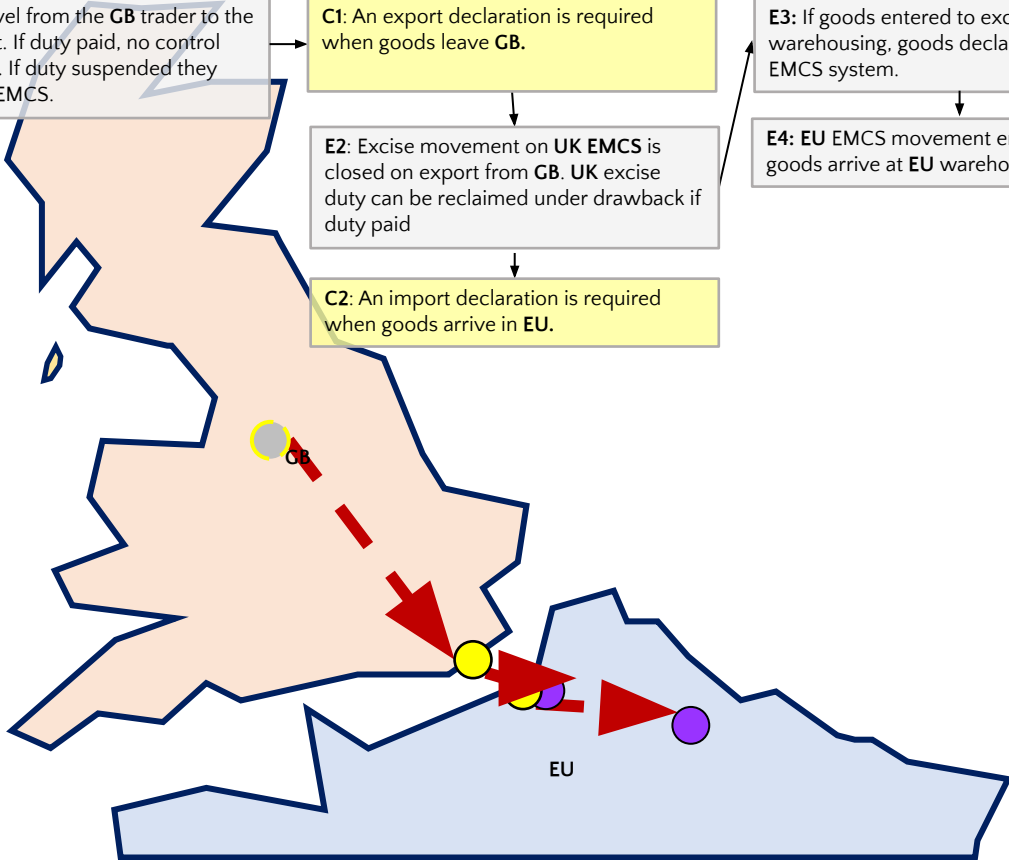 vel from the GB trader to the
t. If duty paid, no control
. If duty suspended they
EMCS.
C1: An export declaration is required
when goods leave GB.
E2: Excise movement on UK EMCS is
closed on export from GB. UK excise
duty can be reclaimed under drawback if
duty paid
C2: An import declaration is required
when goods arrive in EU.
E3: If goods entered to exc
warehousing, goods decla
EMCS system.
E4: EU EMCS movement e
goods arrive at EU wareho
GB
EU